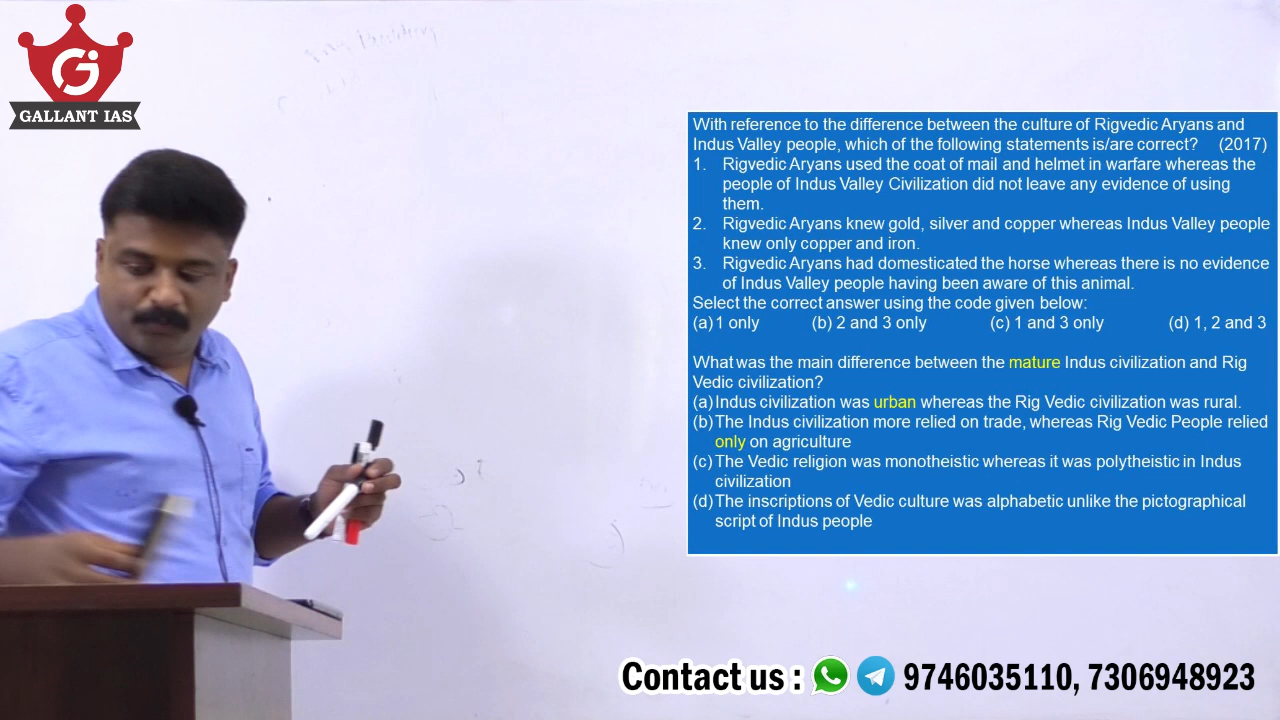 GALLANT IAS
With reference to the difference between the culture of Rigvedic Aryans and
Indus Valley people, which of the following statements is/are correct? (2017)
1. Rigvedic Aryans used the coat of mail and helmet in warfare whereas the
people of Indus Valley Civilization did not leave any evidence of using
them.
2. Rigvedic Aryans knew gold, silver and copper whereas Indus Valley people
knew only copper and iron.
3. Rigvedic Aryans had domesticated the horse whereas there is no evidence
of Indus Valley people having been aware of this animal.
Select the correct answer using the code given below:
(a) 1 only (b) 2 and 3 only (c) 1 and 3 only (d) 1, 2 and 3
What was the main difference between the mature Indus civilization and Rig
Vedic civilization?
(a) Indus civilization was urban whereas the Rig Vedic civilization was rural.
(b) The Indus civilization more relied on trade, whereas Rig Vedic People relied
only on agriculture
(c) The Vedic religion was monotheistic whereas it was polytheistic in Indus
civilization
(d) The inscriptions of Vedic culture was alphabetic unlike the pictographical
script of Indus people
Contact us : 9746035110, 7306948923